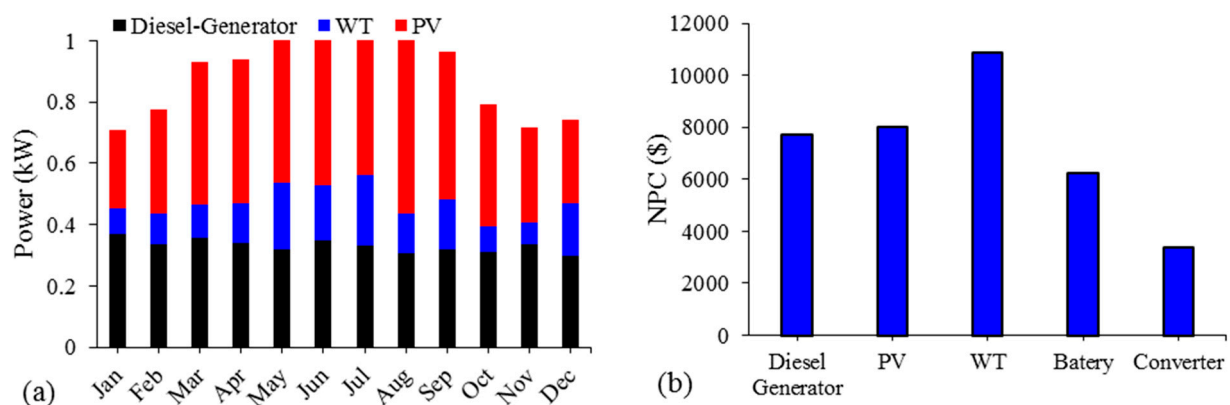 Diesel-Generator WT PV
Power (kW)
1
0.8
0.6
0.4
0.2
0
Jan Feb Mar Apr May Jun Jul Aug Sep Oct Nov Dec
(a)
NPC ($)
12000
10000
8000
6000
4000
2000
0
Diesel Generator PV WT Batery Converter
(b)